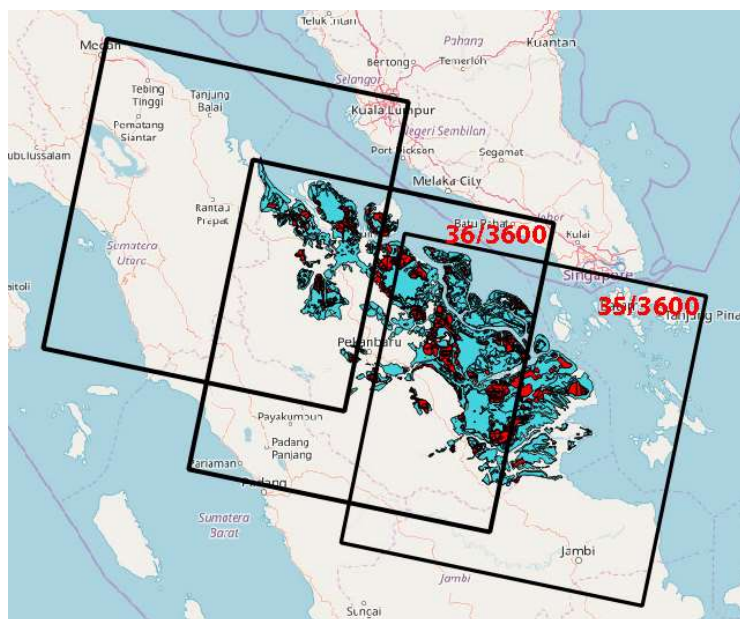 Teluk Intan
Pahang
Kuantan
Medan
Bentong
Temerloh
Tebing
Tinggi
Tanjung
Balai
Selangor
Kuala Lumpur
Pematang
Siantar
Negeri Sembilan
Port Dickson
Segamat
ubulussalam
Melaka City
Rantau
Prapat
Batu Pahat
Johor
36/3600
Kulai
Sumatera
Utara
Singapore
35/3600
Tanjung Pina
Pekanbaru
Payakumbuh
Padang
Panjang
Pariaman
Padang
Sumatera
Barat
Jambi
Jambi
Sungai